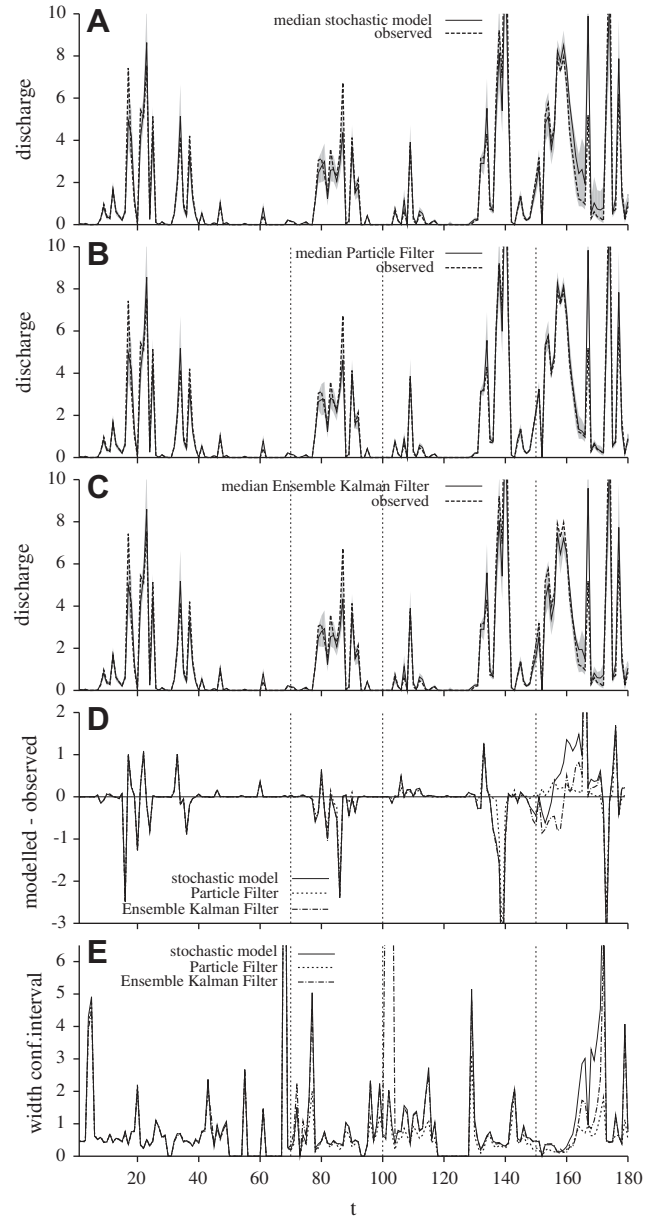 A
median stochastic model
observed
10
8
6
4
2
0
discharge
B
median Particle Filter
observed
10
8
6
4
2
0
discharge
C
median Ensemble Kalman Filter
observed
10
8
6
4
2
0
discharge
D
2
1
0
-1
-2
-3
modelled - observed
stochastic model
Particle Filter
Ensemble Kalman Filter
E
stochastic model
Particle Filter
Ensemble Kalman Filter
6
5
4
3
2
1
0
width conf.interval
20 40 60 80 100 120 140 160 180
t